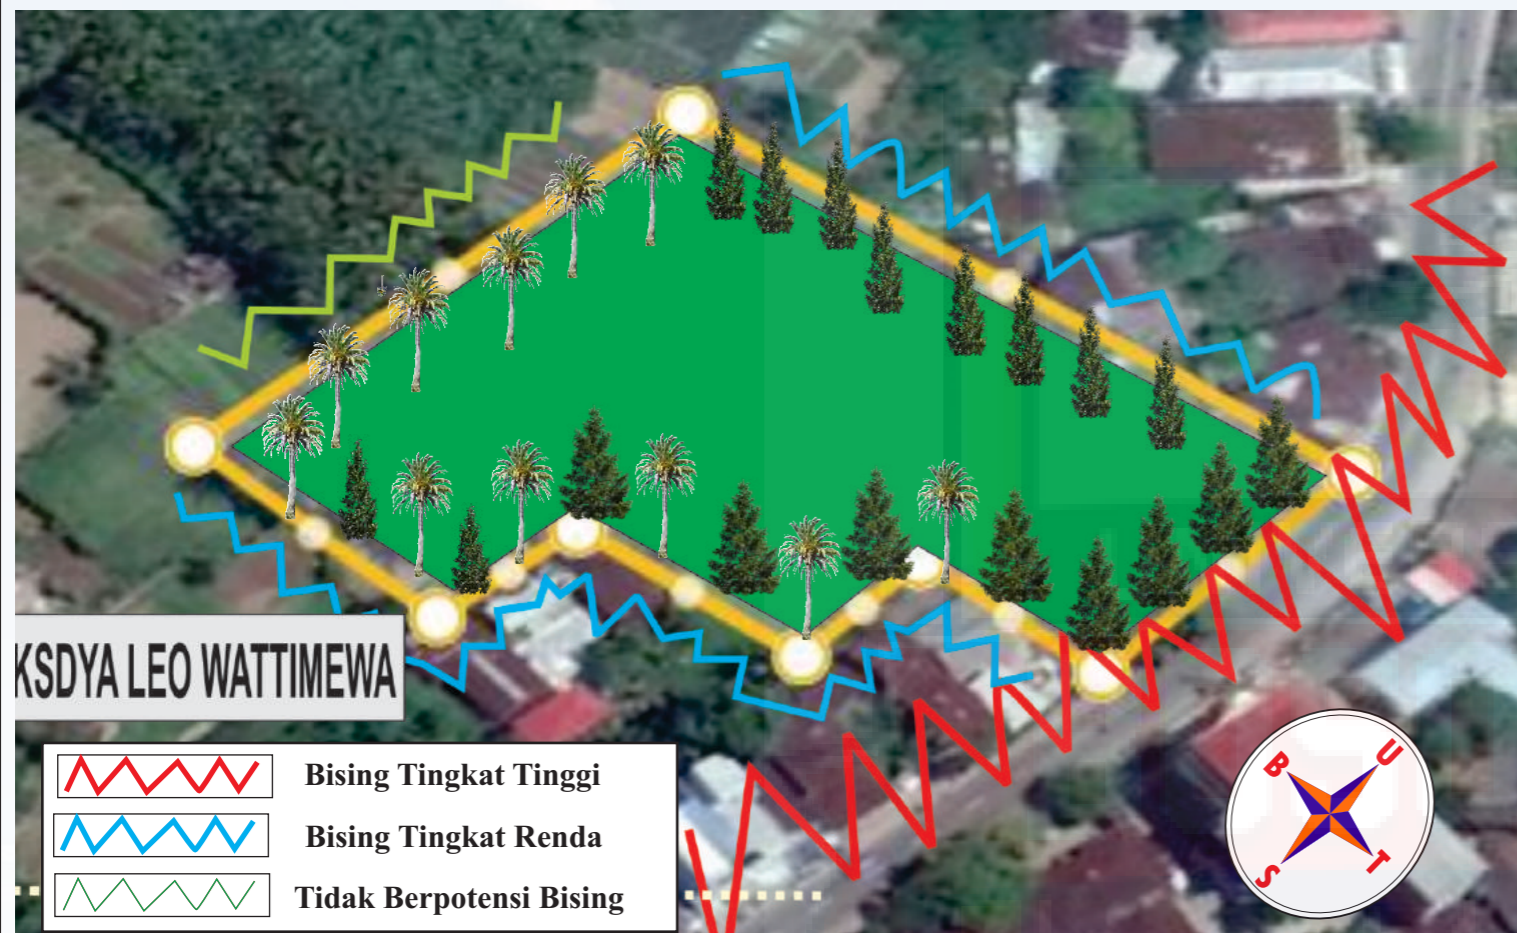 KSDYA LEO WATTIMEWA
Bising Tingkat Tinggi
Bising Tingkat Renda
Tidak Berpotensi Bising
B U
S T